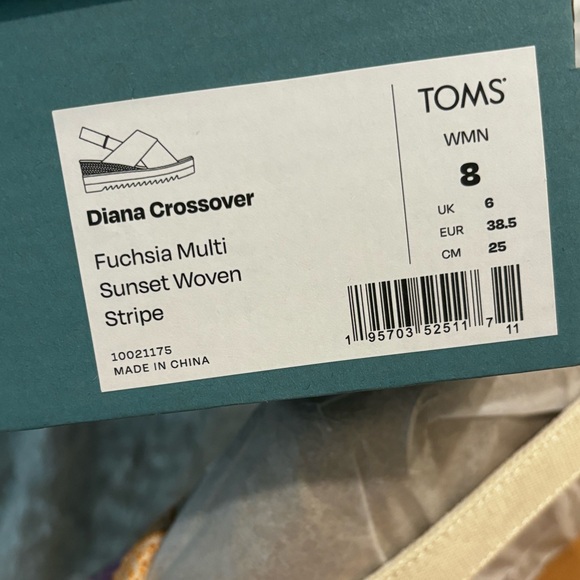 TOMS
WMN
8
UK 6
EUR 38.5
CM 25
Diana Crossover
Fuchsia Multi
Sunset Woven
Stripe
10021175
MADE IN CHINA
1 95703 52511 7 11